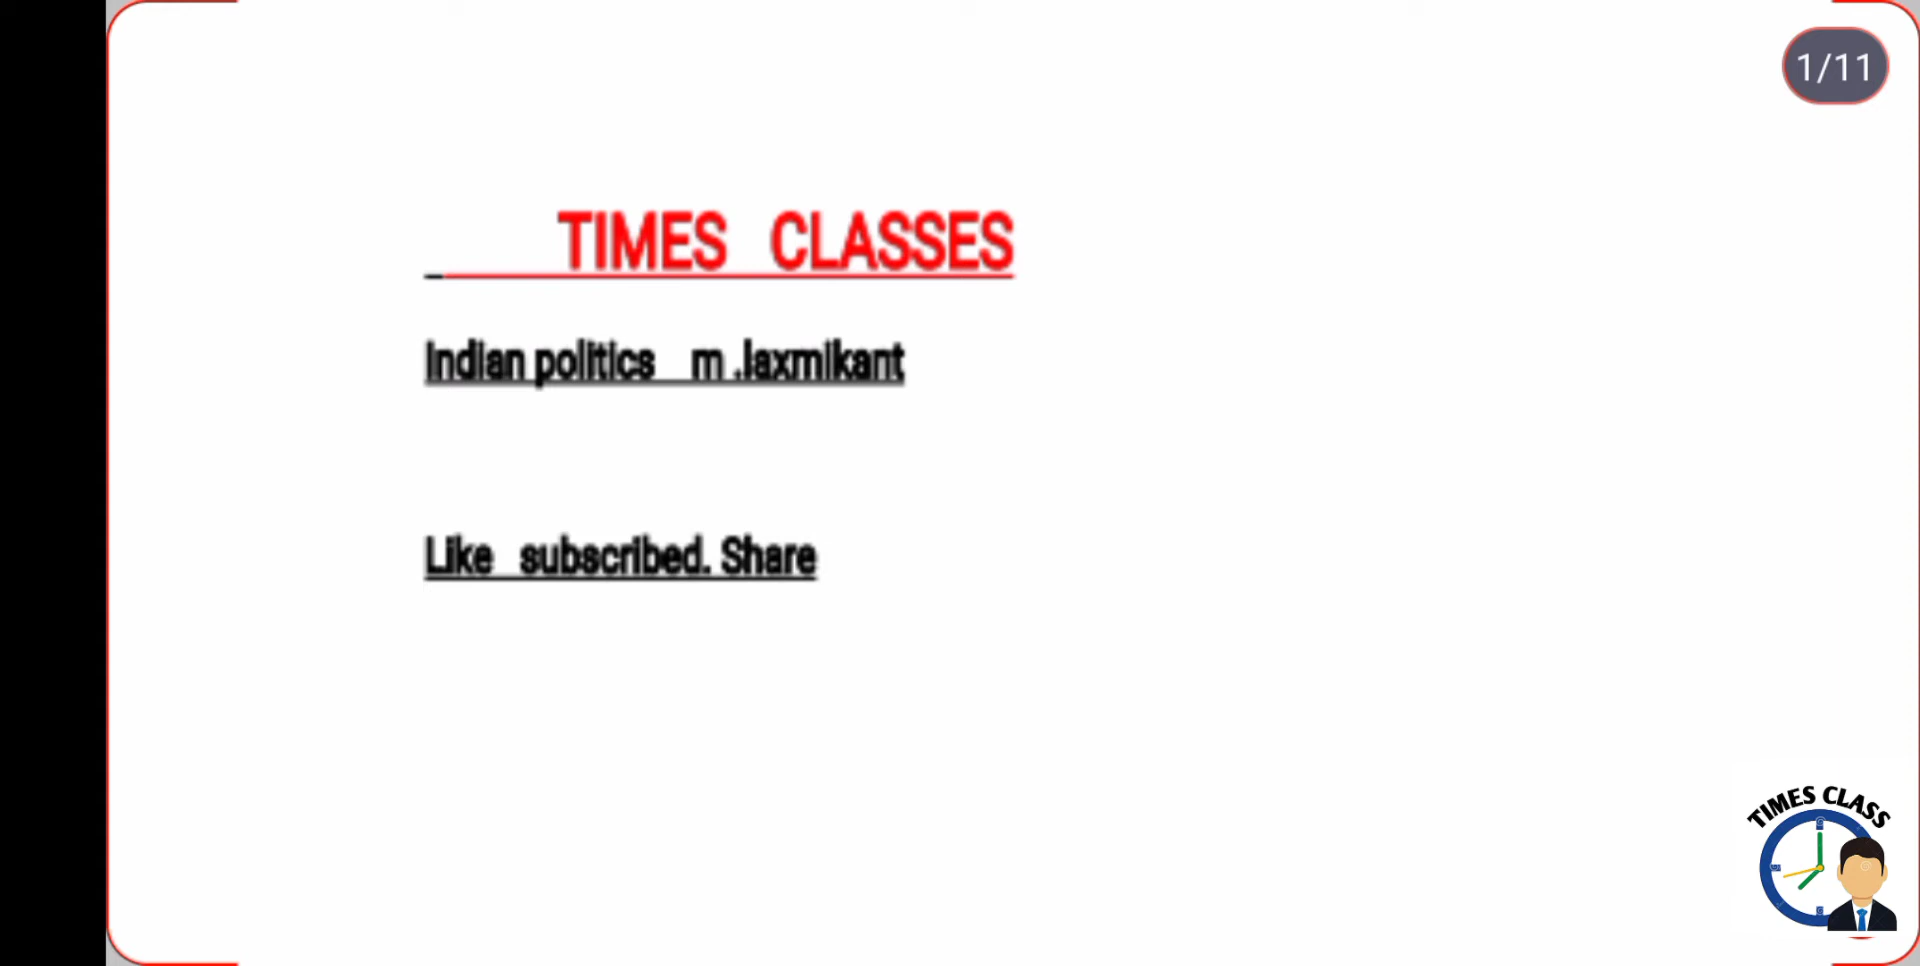 1/11
TIMES CLASSES
Indian politics m .laxmikant
Like subscribed. Share
TIMES CLASS